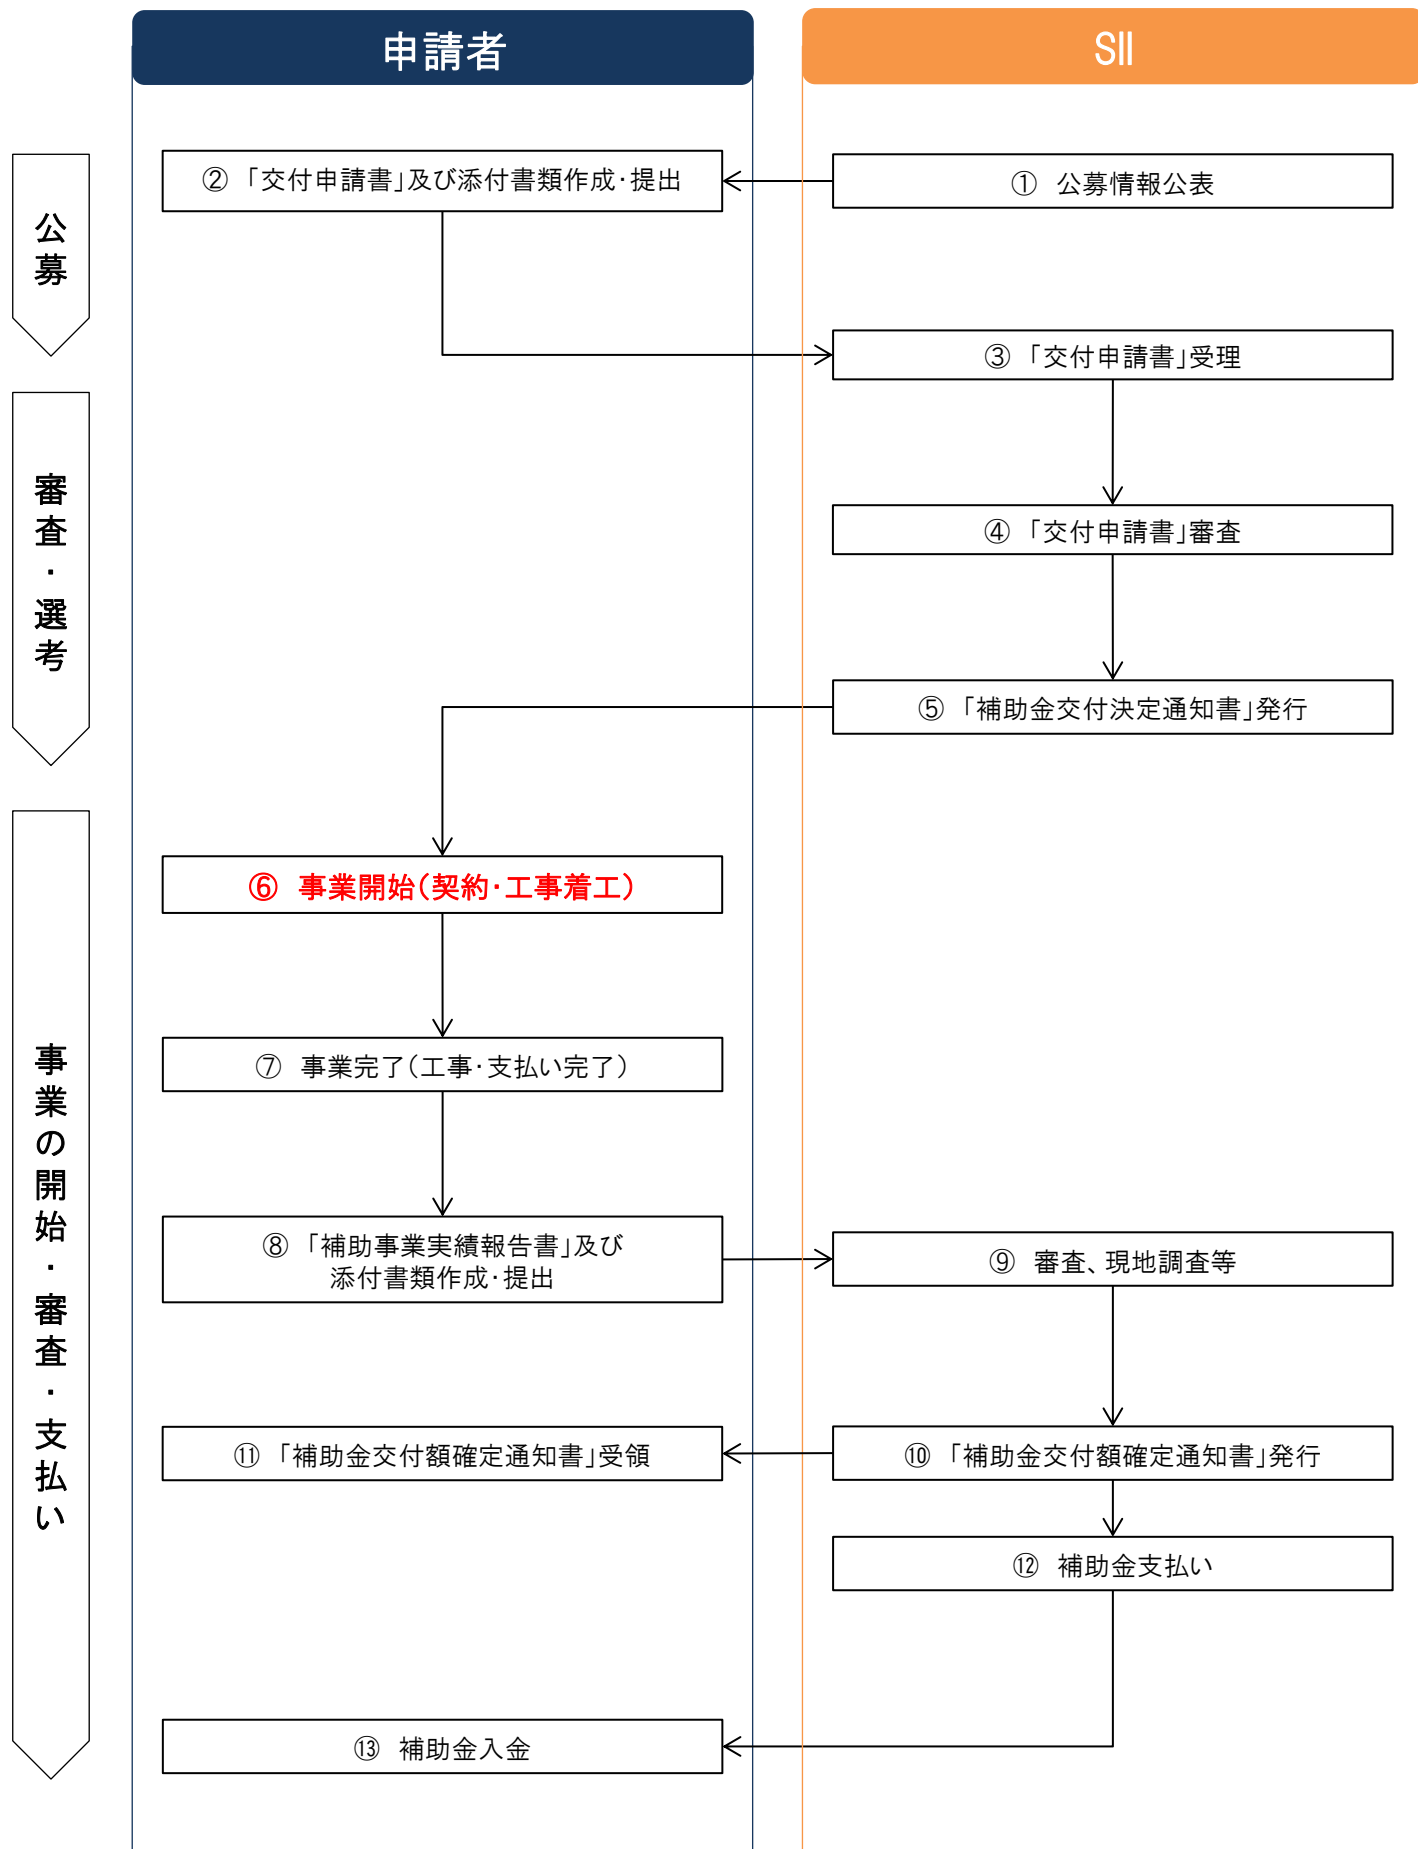 申請者
SII
公募
① 公募情報公表
② 「交付申請書」及び添付書類作成・提出
③ 「交付申請書」受理
審査・選考
④ 「交付申請書」審査
⑤ 「補助金交付決定通知書」発行
事業の開始・審査・支払い
⑥ 事業開始(契約・工事着工)
⑦ 事業完了(工事・支払い完了)
⑧ 「補助事業実績報告書」及び
添付書類作成・提出
⑨ 審査、現地調査等
⑩ 「補助金交付額確定通知書」発行
⑪ 「補助金交付額確定通知書」受領
⑫ 補助金支払い
⑬ 補助金入金